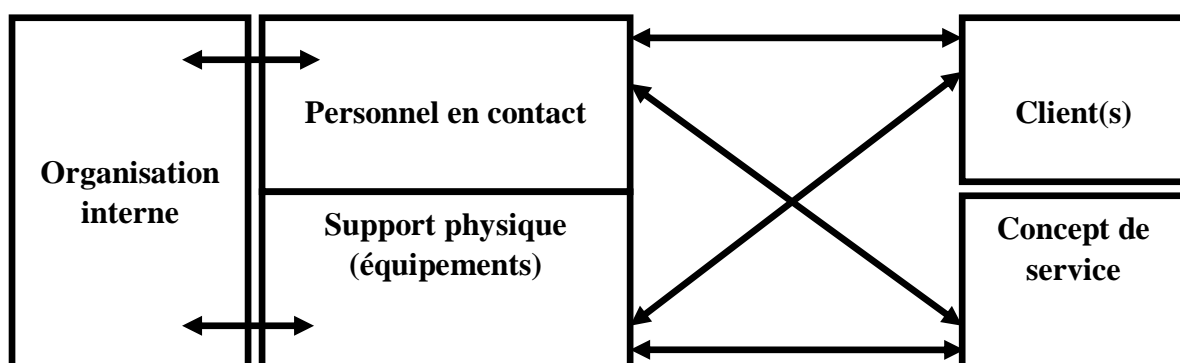 Organisation
interne
Personnel en contact
Support physique
(équipements)
Client(s)
Concept de
service